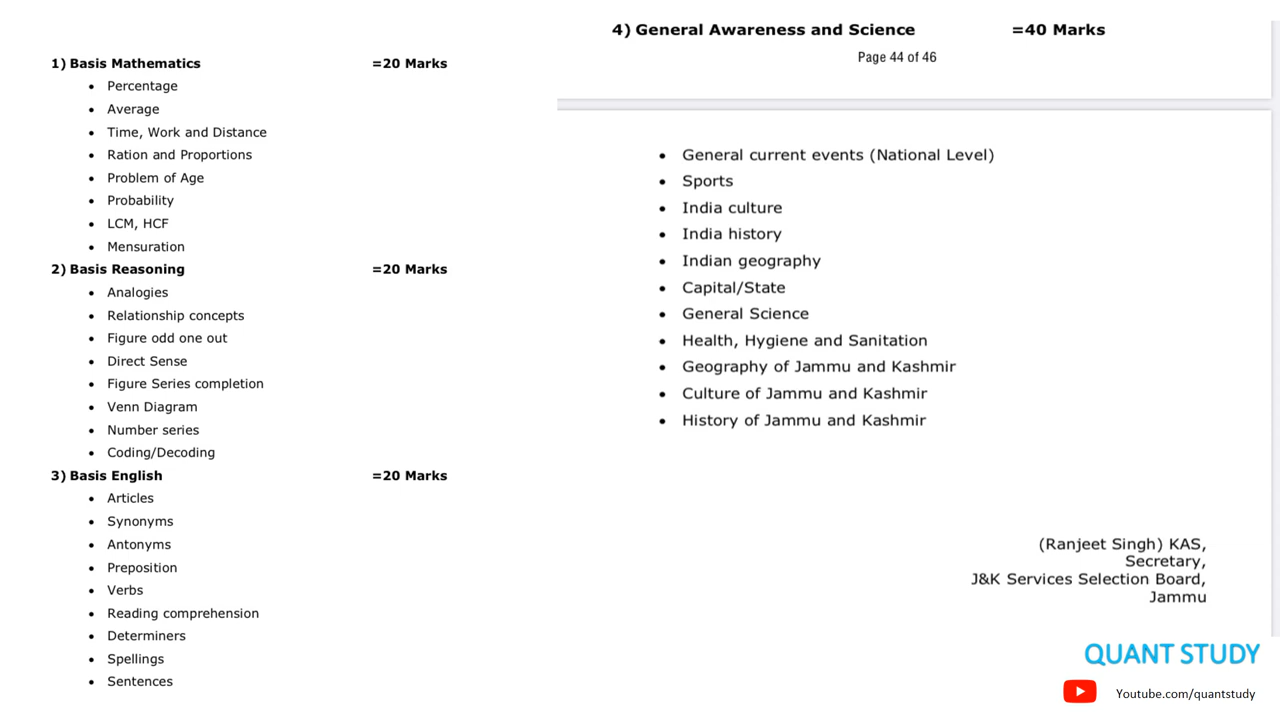 1) Basis Mathematics =20 Marks
• Percentage
• Average
• Time, Work and Distance
• Ration and Proportions
• Problem of Age
• Probability
• LCM, HCF
• Mensuration
2) Basis Reasoning =20 Marks
• Analogies
• Relationship concepts
• Figure odd one out
• Direct Sense
• Figure Series completion
• Venn Diagram
• Number series
• Coding/Decoding
3) Basis English =20 Marks
• Articles
• Synonyms
• Antonyms
• Preposition
• Verbs
• Reading comprehension
• Determiners
• Spellings
• Sentences
4) General Awareness and Science =40 Marks
Page 44 of 46
• General current events (National Level)
• Sports
• India culture
• India history
• Indian geography
• Capital/State
• General Science
• Health, Hygiene and Sanitation
• Geography of Jammu and Kashmir
• Culture of Jammu and Kashmir
• History of Jammu and Kashmir
(Ranjeet Singh) KAS,
Secretary,
J&K Services Selection Board,
Jammu
QUANT STUDY
Youtube.com/quantstudy